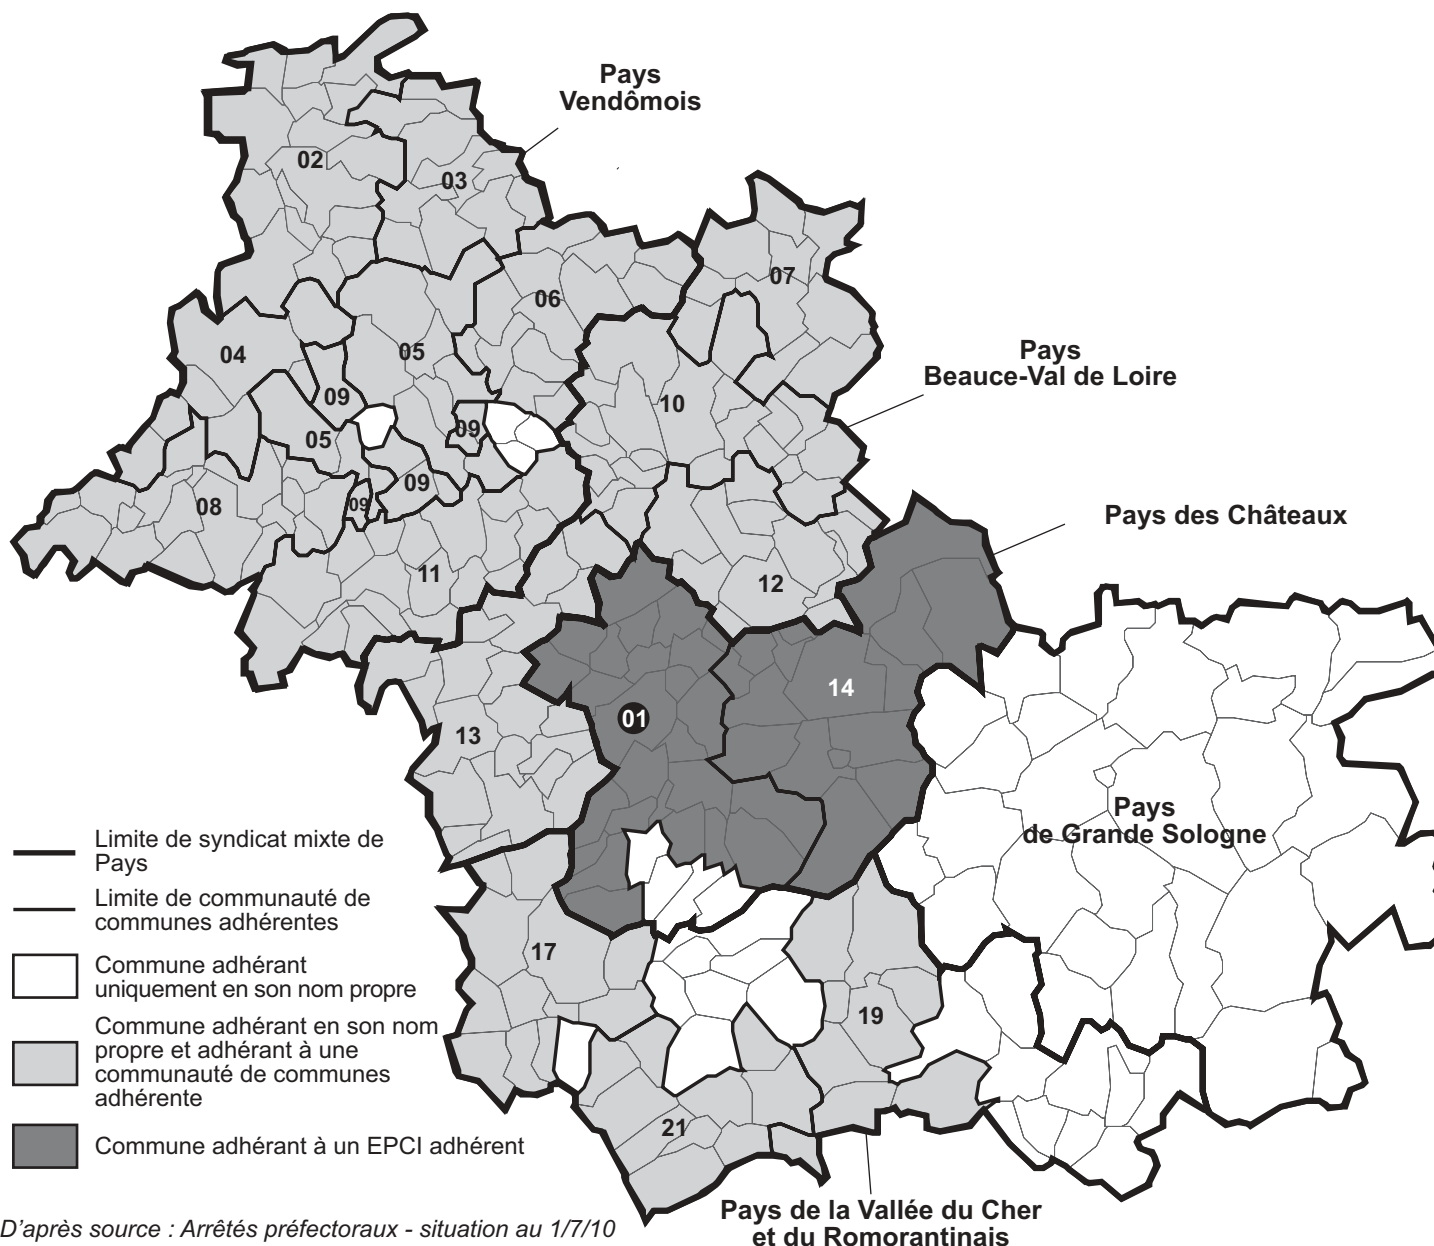 Pays
Vendômois
02
03
07
06
04
05
Pays
Beauce-Val de Loire
09
10
09
05
09
08
09
Pays des Châteaux
11
12
14
01
13
Pays
de Grande Sologne
Limite de syndicat mixte de
Pays
Limite de communauté de
communes adhérentes
17
Commune adhérant
uniquement en son nom propre
19
Commune adhérant en son nom
propre et adhérant à une
communauté de communes
adhérente
21
Commune adhérant à un EPCI adhérent
Pays de la Vallée du Cher
et du Romorantinais
D'après source : Arrêtés préfectoraux - situation au 1/7/10